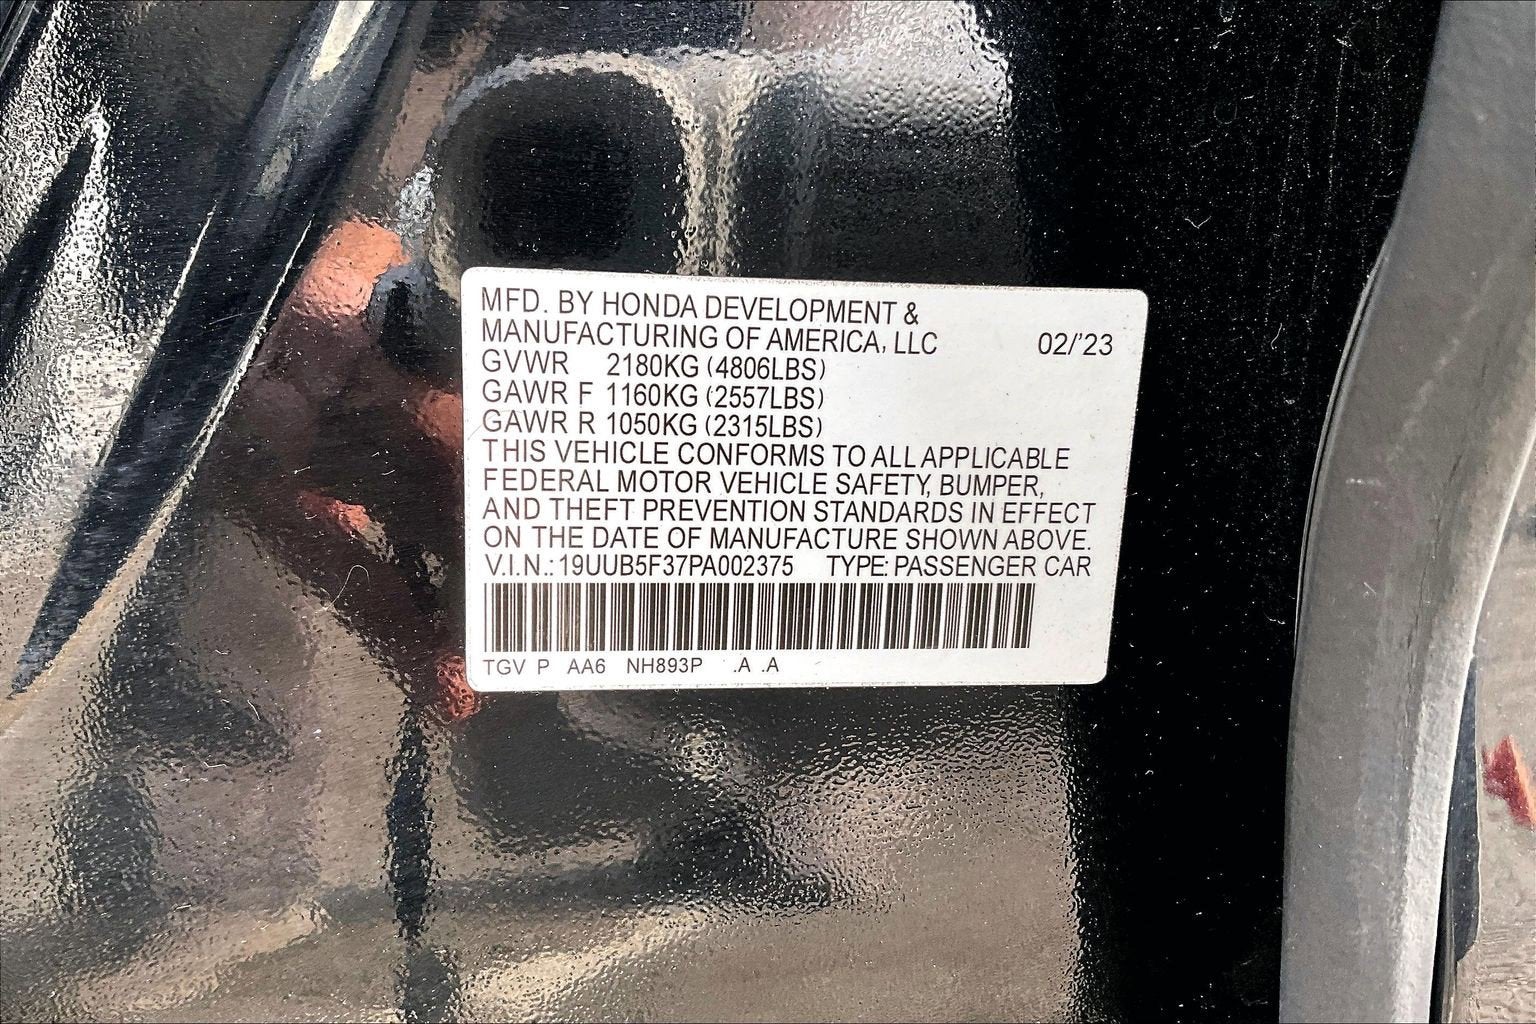 MFD. BY HONDA DEVELOPMENT &
MANUFACTURING OF AMERICA, LLC 02/'23
GVWR 2180KG (4806LBS)
GAWR F 1160KG (2557LBS)
GAWR R 1050KG (2315LBS)
THIS VEHICLE CONFORMS TO ALL APPLICABLE
FEDERAL MOTOR VEHICLE SAFETY, BUMPER,
AND THEFT PREVENTION STANDARDS IN EFFECT
ON THE DATE OF MANUFACTURE SHOWN ABOVE.
V.I.N.: 19UUB5F37PA002375 TYPE: PASSENGER CAR
TGV P AA6 NH893P .A .A